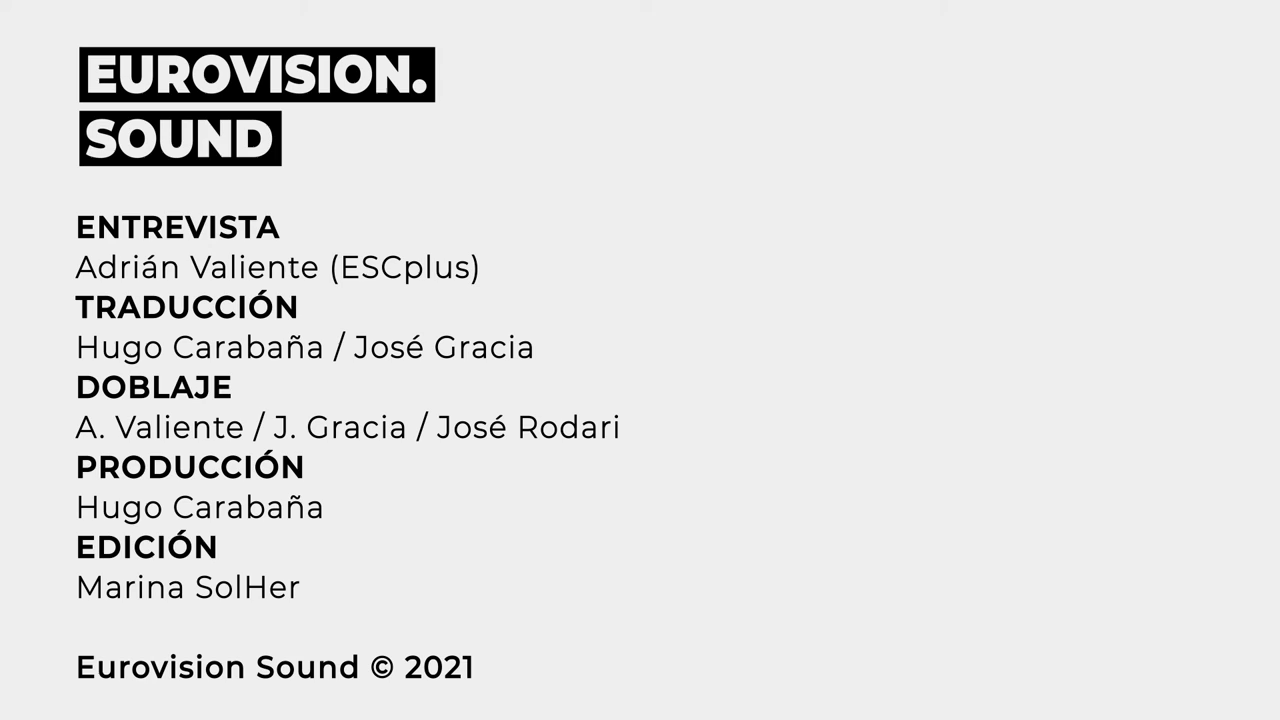 EUROVISION.
SOUND
ENTREVISTA
Adrián Valiente (ESCplus)
TRADUCCIÓN
Hugo Carabaña / José Gracia
DOBLAJE
A. Valiente / J. Gracia / José Rodari
PRODUCCIÓN
Hugo Carabaña
EDICIÓN
Marina SolHer
Eurovision Sound © 2021